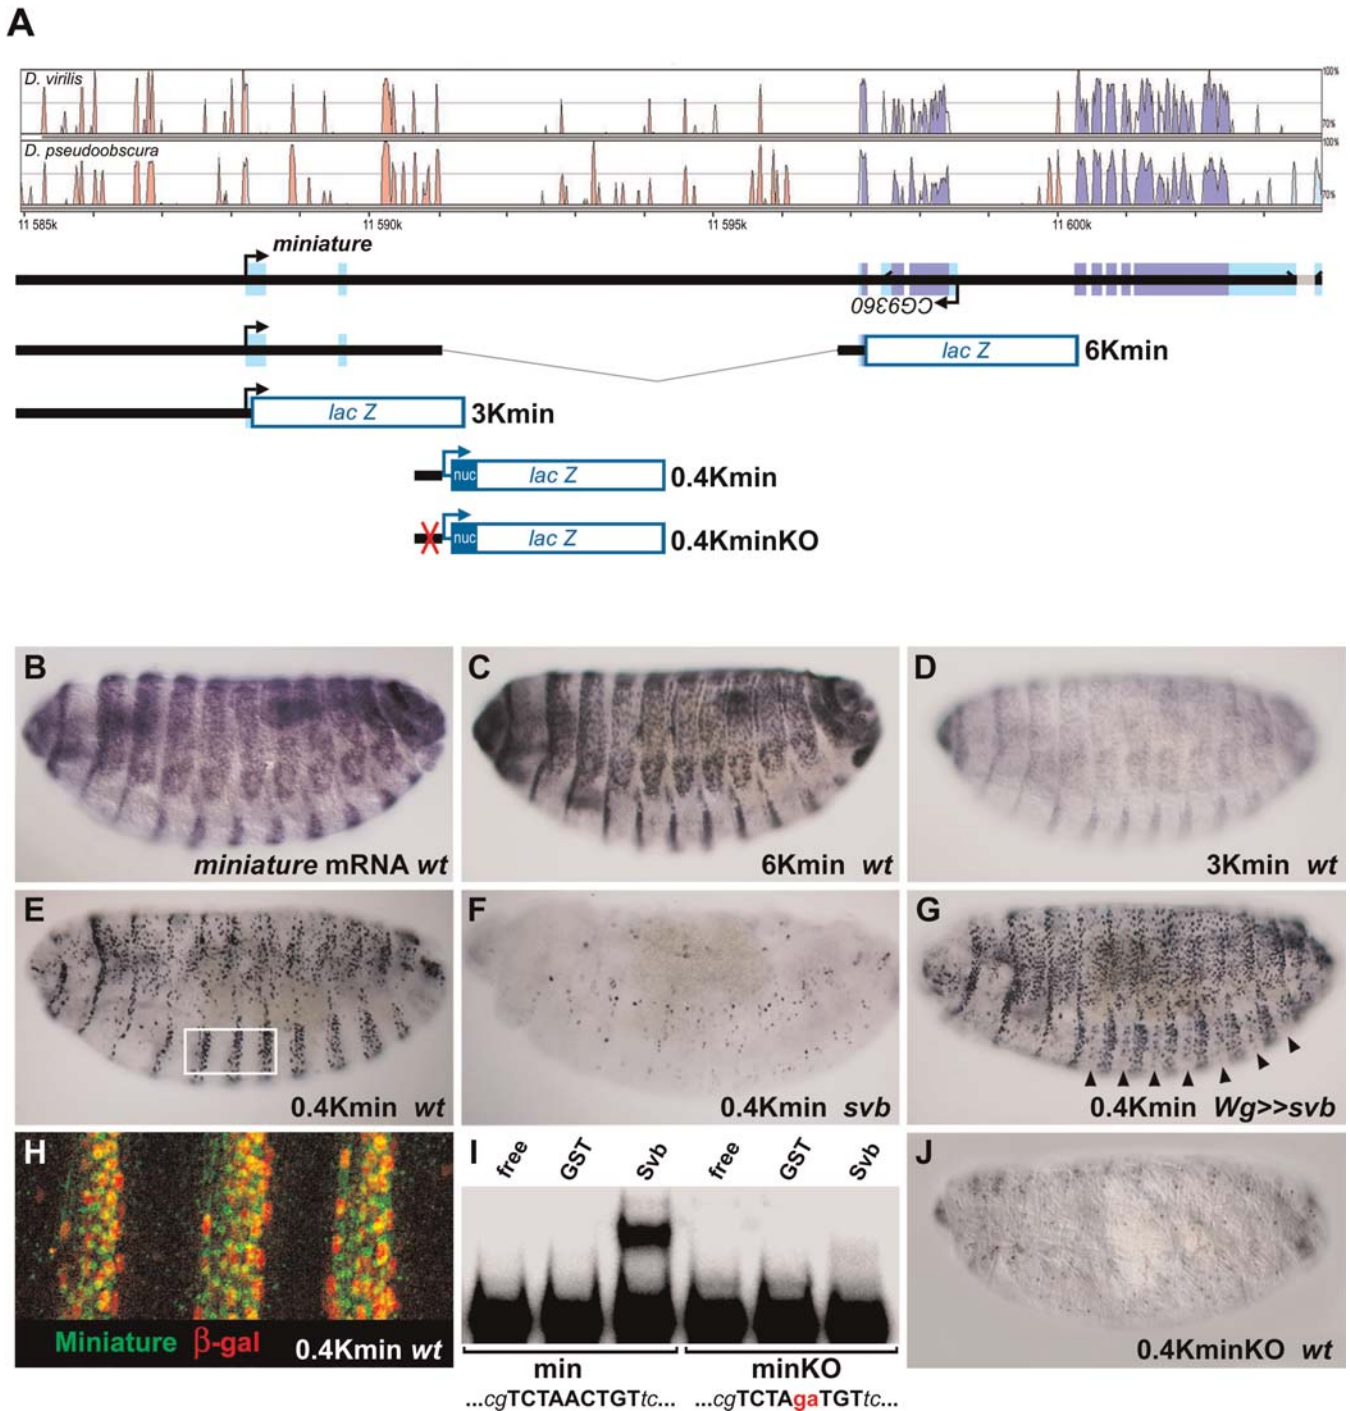 A
D. virilis
100%
70%
D. pseudoobscura
100%
70%
11 585k 11 590k 11 595k 11 600k
miniature
CG9360
lac Z 6Kmin
lac Z 3Kmin
nuc lac Z 0.4Kmin
nuc lac Z 0.4KminKO
B
miniature mRNA wt
C
6Kmin wt
D
3Kmin wt
E
0.4Kmin wt
F
0.4Kmin svb
G
0.4Kmin Wg>>svb
H
Miniature β-gal 0.4Kmin wt
I
free GST Svb free GST Svb
min minKO
...cgTCTAACTGTtc... ...cgTCTAgaTGTtc...
J
0.4KminKO wt